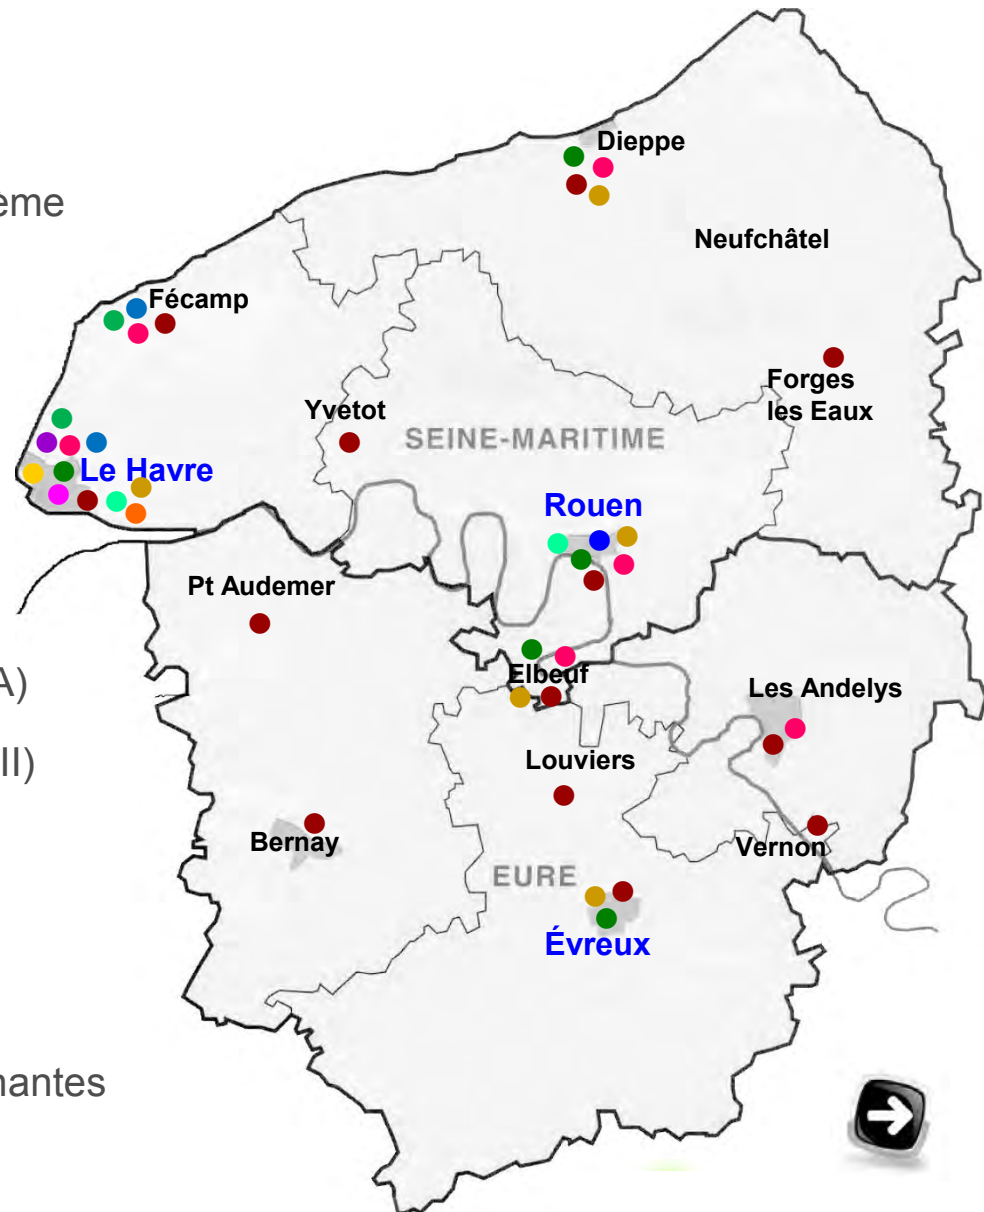 Dieppe
ème
Neufchâtel
Fécamp
Forges
les Eaux
Yvetot
SEINE-MARITIME
Le Havre
Rouen
Pt Audemer
A)
Elbeuf
Les Andelys
II)
Louviers
Bernay
Vernon
EURE
Évreux
nantes